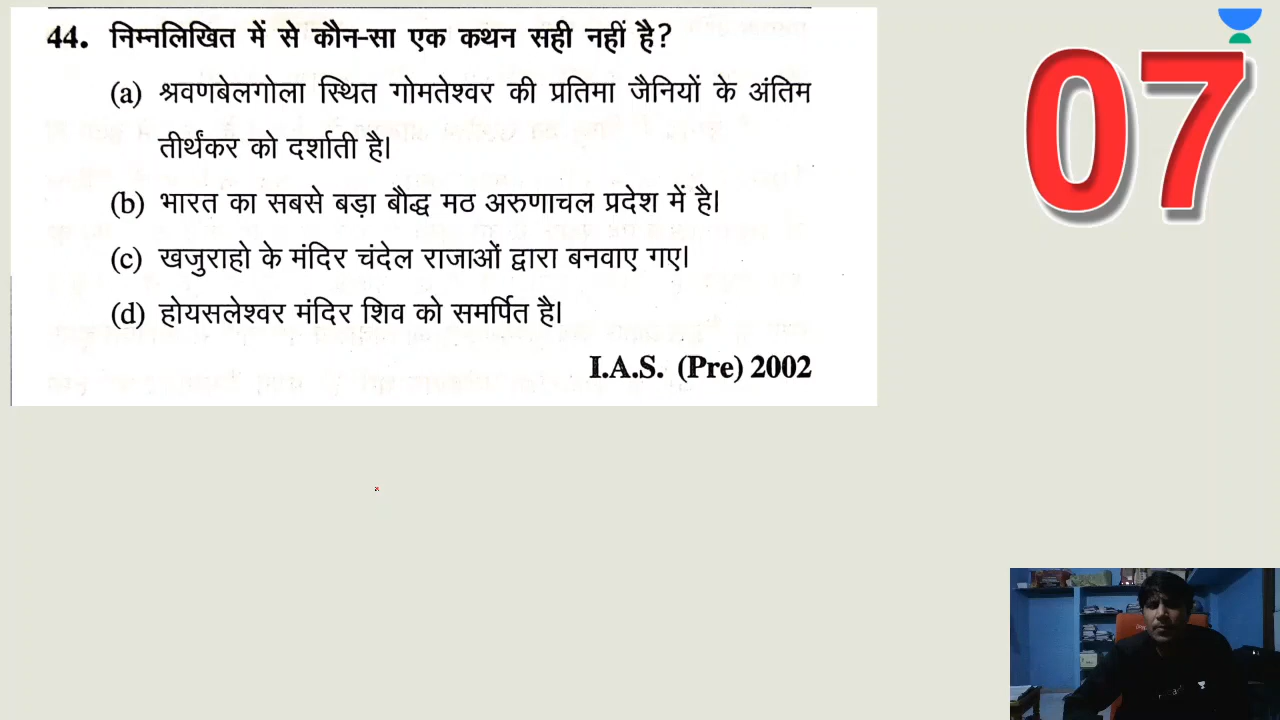 44. निम्नलिखित में से कौन-सा एक कथन सही नहीं है?
(a) श्रवणबेलगोला स्थित गोमतेश्वर की प्रतिमा जैनियों के अंतिम
तीर्थंकर को दर्शाती है।
(b) भारत का सबसे बड़ा बौद्ध मठ अरुणाचल प्रदेश में है।
(c) खजुराहो के मंदिर चंदेल राजाओं द्वारा बनवाए गए।
(d) होयसलेश्वर मंदिर शिव को समर्पित है।
I.A.S. (Pre) 2002
07